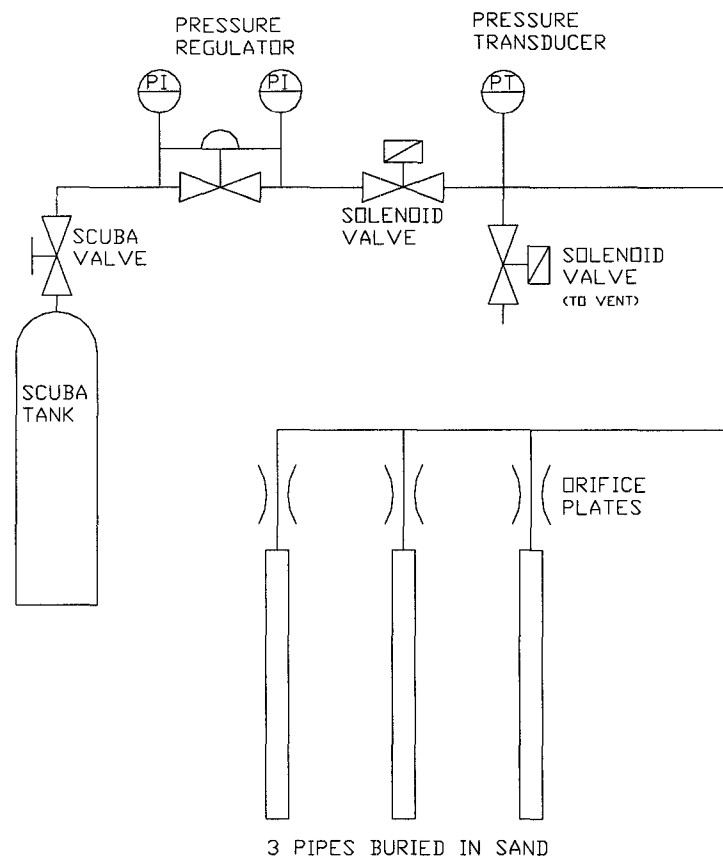 PRESSURE
REGULATOR
PRESSURE
TRANSDUCER
PI
PI
PT
SCUBA
VALVE
SOLENOID
VALVE
SOLENOID
VALVE
(TO VENT)
SCUBA
TANK
ORIFICE
PLATES
3 PIPES BURIED IN SAND